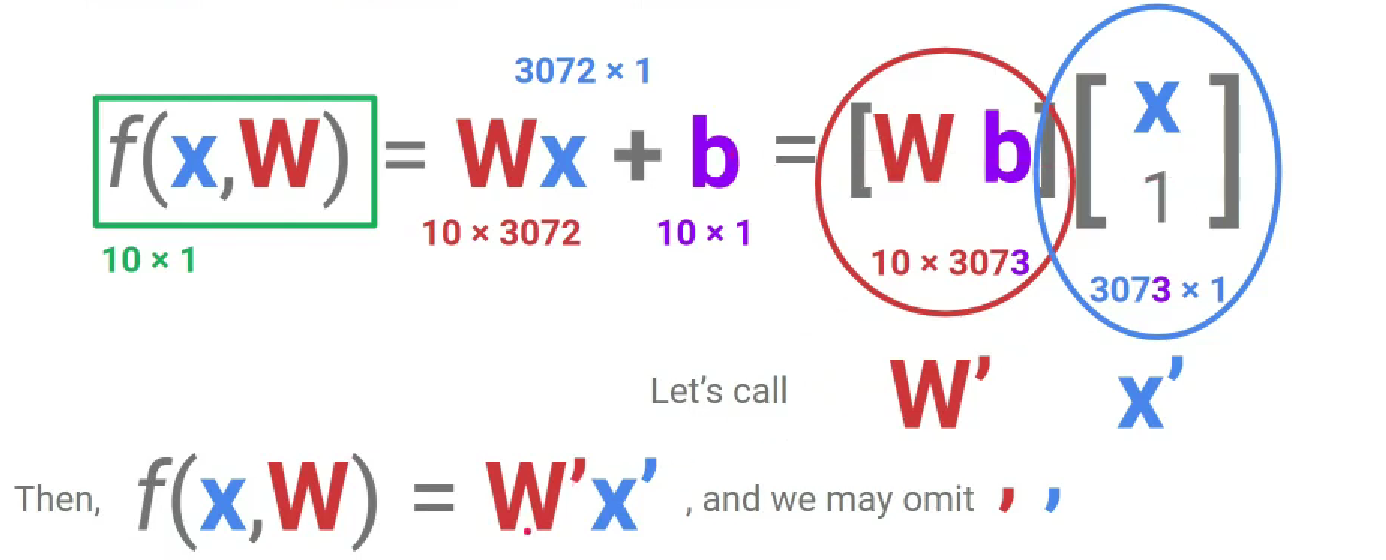 3072 × 1
f(x,W) = Wx + b = [W b] [x 1]
10 × 1 10 × 3072 10 × 1 10 × 3073 3073 × 1
Let’s call W’ x’
Then, f(x,W) = W’x’ , and we may omit ’ ’